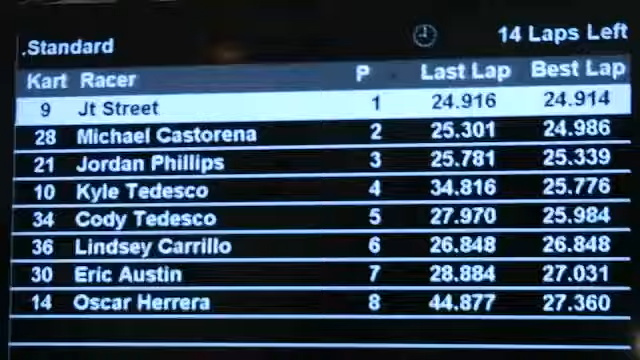 .Standard 14 Laps Left
Kart Racer P Last Lap Best Lap
9 Jt Street 1 24.916 24.914
28 Michael Castorena 2 25.301 24.986
21 Jordan Phillips 3 25.781 25.339
10 Kyle Tedesco 4 34.816 25.776
34 Cody Tedesco 5 27.970 25.984
36 Lindsey Carrillo 6 26.848 26.848
30 Eric Austin 7 28.884 27.031
14 Oscar Herrera 8 44.877 27.360